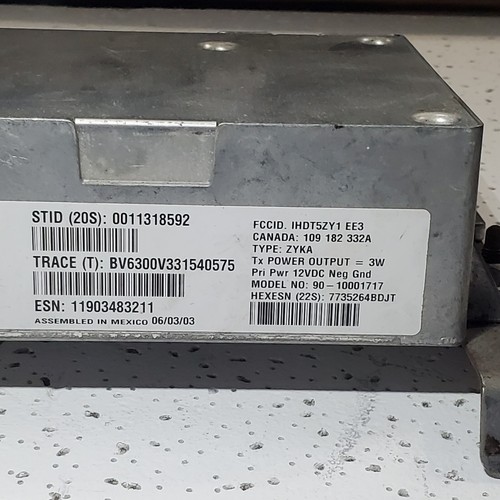 STID (20S): 0011318592
TRACE (T): BV6300V331540575
ESN: 11903483211
ASSEMBLED IN MEXICO 06/03/03
FCCID. IHDT5ZY1 EE3
CANADA: 109 182 332A
TYPE: ZYKA
Tx POWER OUTPUT = 3W
Pri Pwr 12VDC Neg Gnd
MODEL NO: 90-10001717
HEXESN (22S): 7735264BDJT